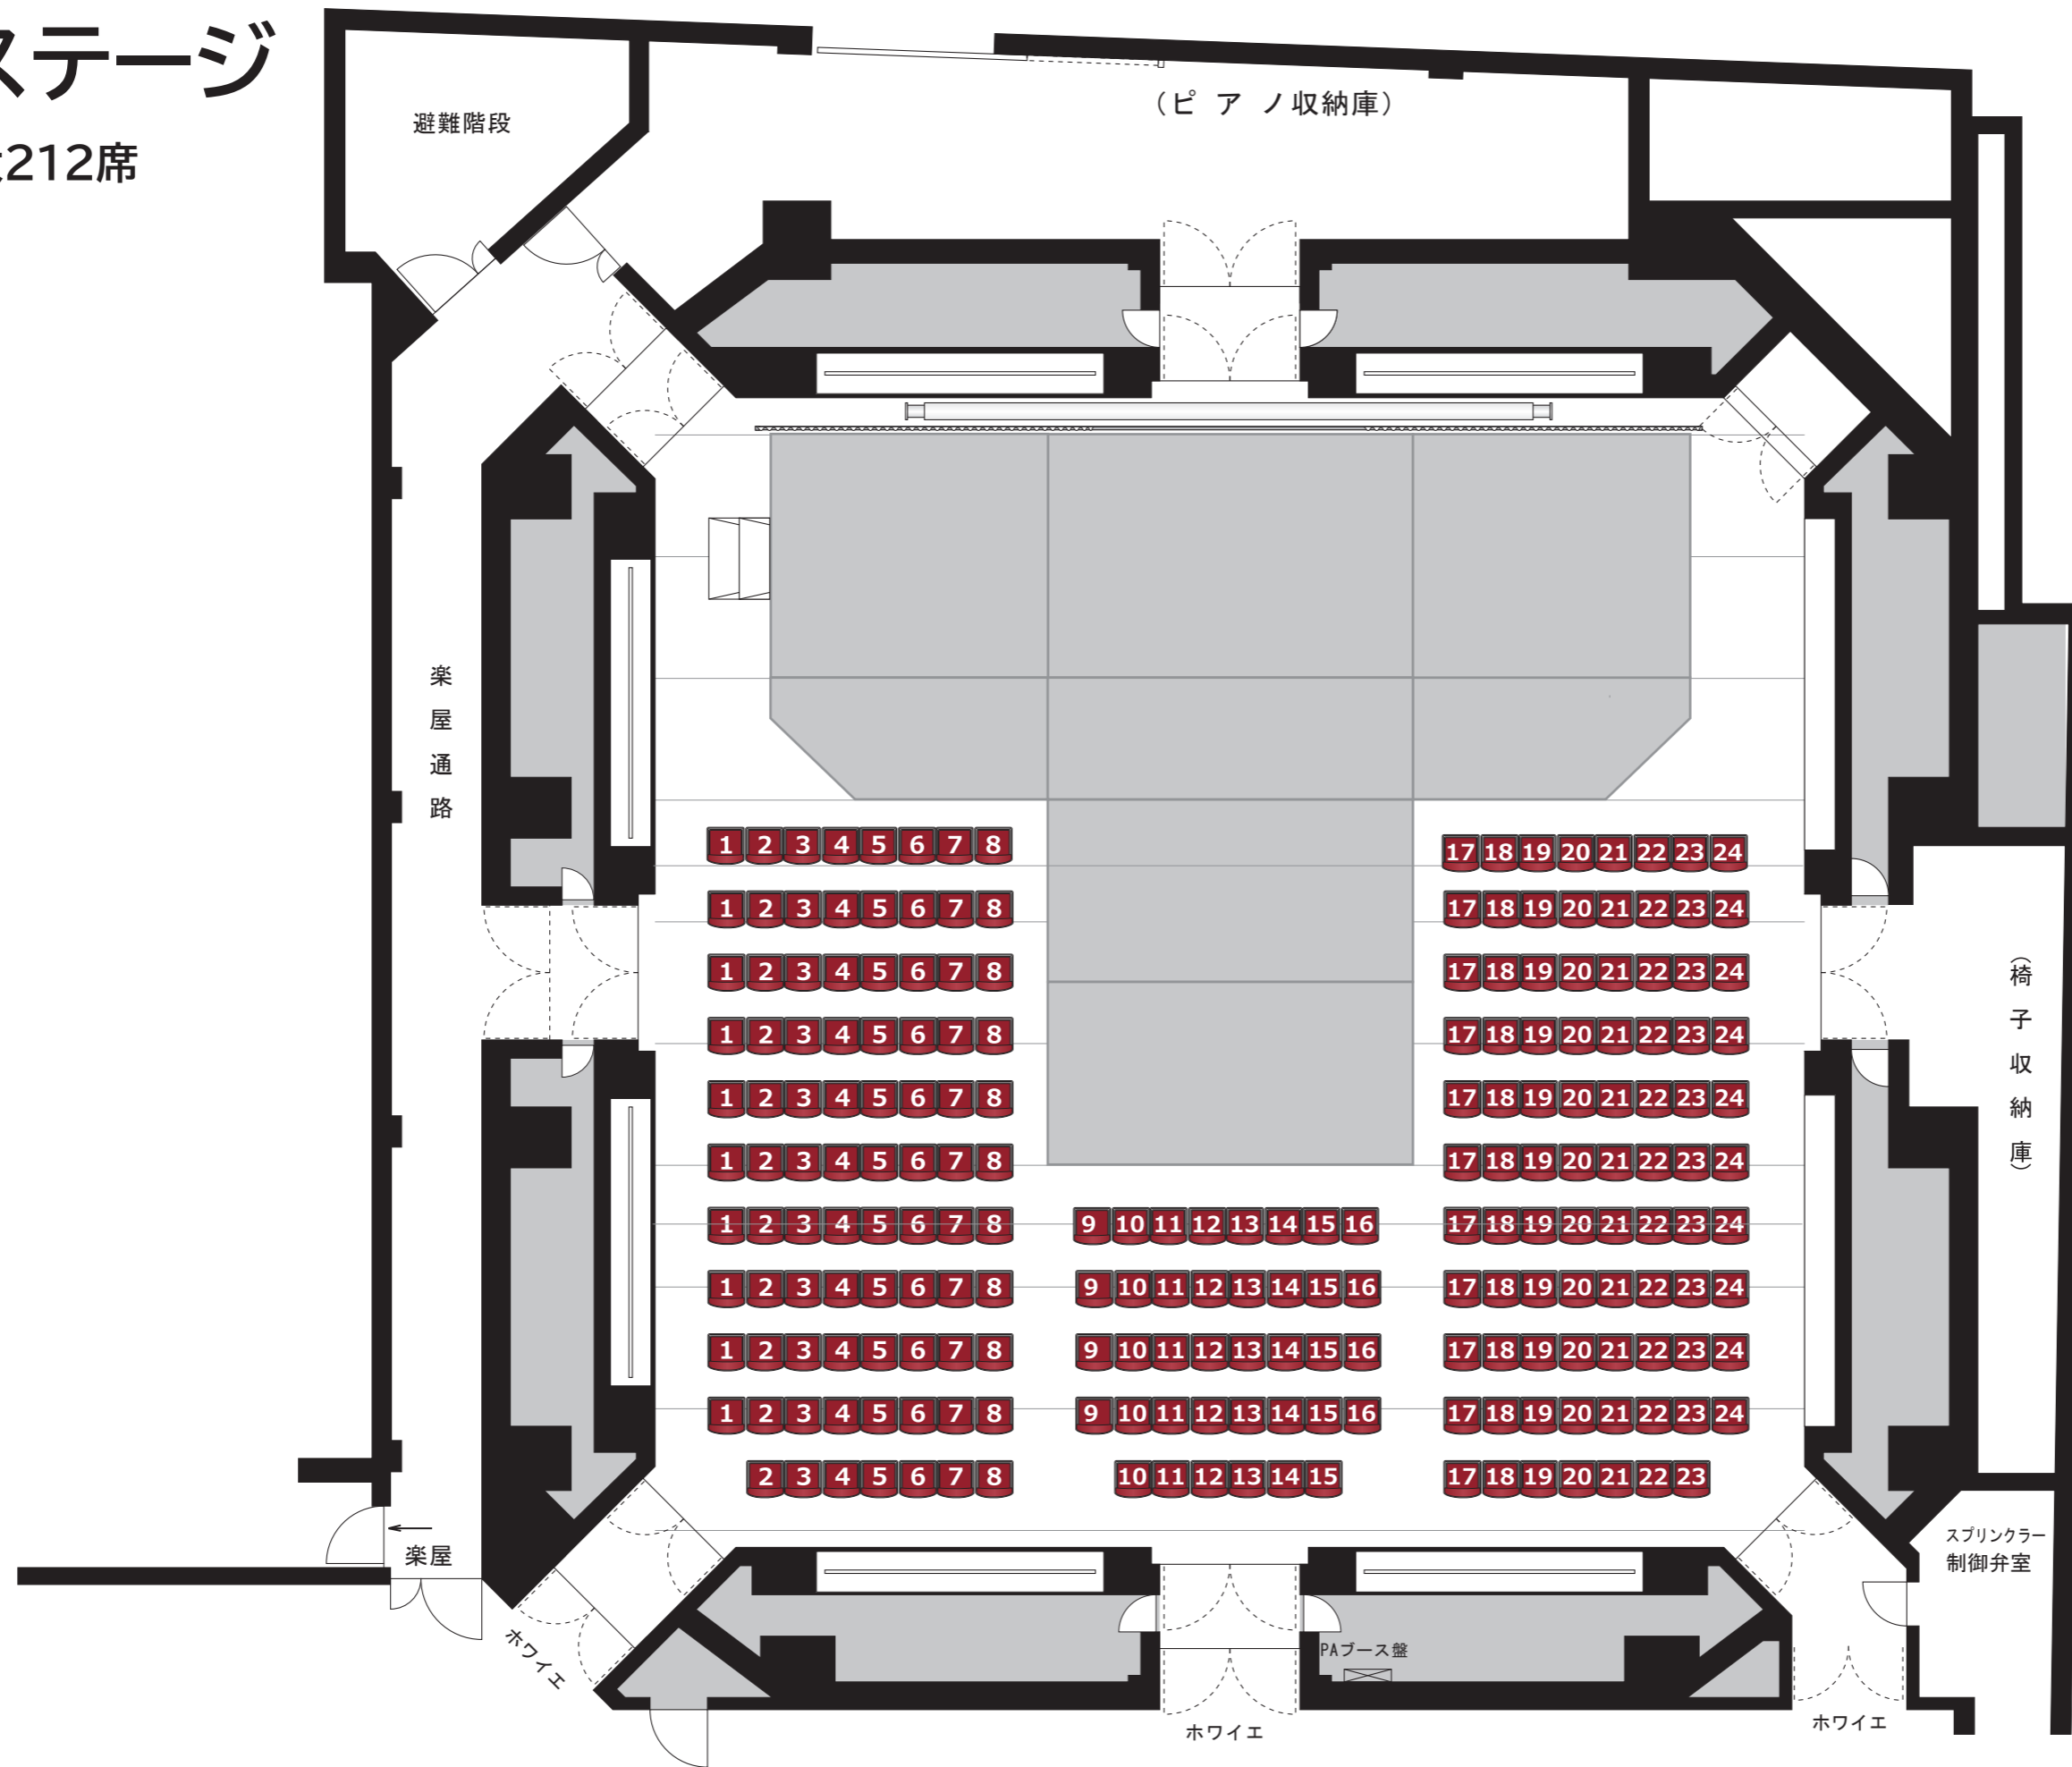 ステージ
212席
避難階段
(ピアノ収納庫)
楽屋通路
1 2 3 4 5 6 7 8 17 18 19 20 21 22 23 24
1 2 3 4 5 6 7 8 17 18 19 20 21 22 23 24
1 2 3 4 5 6 7 8 17 18 19 20 21 22 23 24
1 2 3 4 5 6 7 8 17 18 19 20 21 22 23 24
1 2 3 4 5 6 7 8 17 18 19 20 21 22 23 24
1 2 3 4 5 6 7 8 17 18 19 20 21 22 23 24
1 2 3 4 5 6 7 8 9 10 11 12 13 14 15 16 17 18 19 20 21 22 23 24
1 2 3 4 5 6 7 8 9 10 11 12 13 14 15 16 17 18 19 20 21 22 23 24
1 2 3 4 5 6 7 8 9 10 11 12 13 14 15 16 17 18 19 20 21 22 23 24
1 2 3 4 5 6 7 8 9 10 11 12 13 14 15 16 17 18 19 20 21 22 23 24
2 3 4 5 6 7 8 10 11 12 13 14 15 17 18 19 20 21 22 23
(椅子収納庫)
楽屋
スプリンクラー
制御弁室
ホワイエ
PAブース盤
ホワイエ
ホワイエ